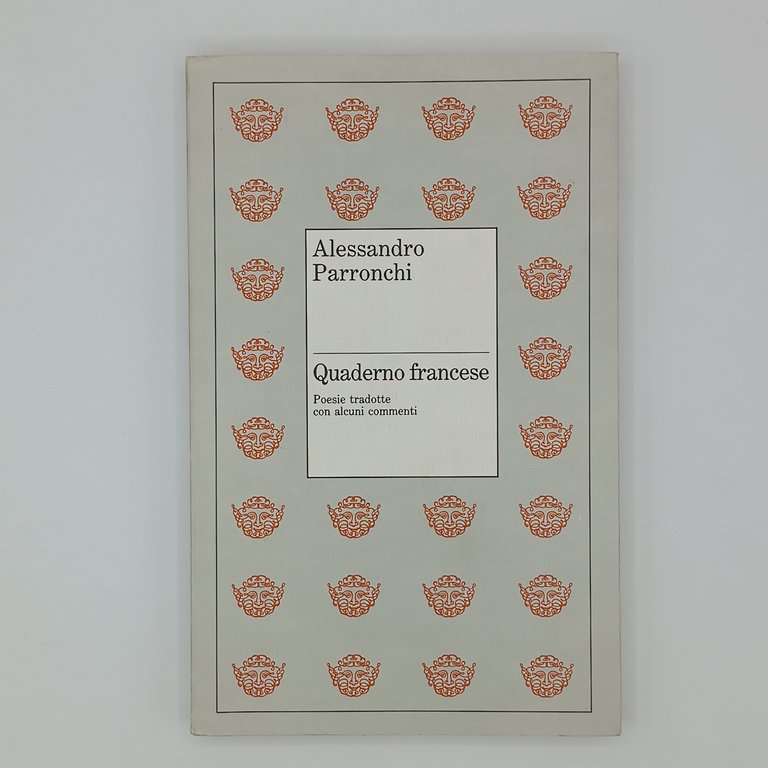 Alessandro
Parronchi
Quaderno francese
Poesie tradotte
con alcuni commenti